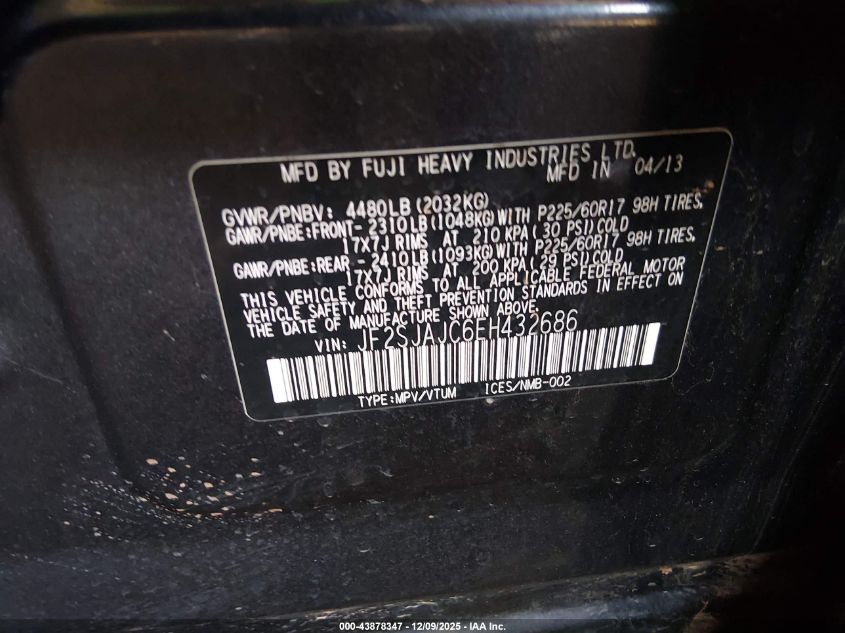 MFD BY FUJI HEAVY INDUSTRIES LTD.
MFD IN 04/13
GVWR/PNBV: 4480LB (2032KG)
GAWR/PNBE:FRONT- 2310LB (1048KG) WITH P225/60R17 98H TIRES,
17X7J RIMS AT 210 KPA ( 30 PSI) COLD
GAWR/PNBE:REAR - 2410LB (1093KG) WITH P225/60R17 98H TIRES,
17X7J RIMS AT 200 KPA ( 29 PSI) COLD
THIS VEHICLE CONFORMS TO ALL APPLICABLE FEDERAL MOTOR
VEHICLE SAFETY AND THEFT PREVENTION STANDARDS IN EFFECT ON
THE DATE OF MANUFACTURE SHOWN ABOVE.
VIN: JF2SJAJC6EH432686
TYPE:MPV/VTUM ICES/NMB-002
000-43878347 - 12/09/2025 - IAA Inc.